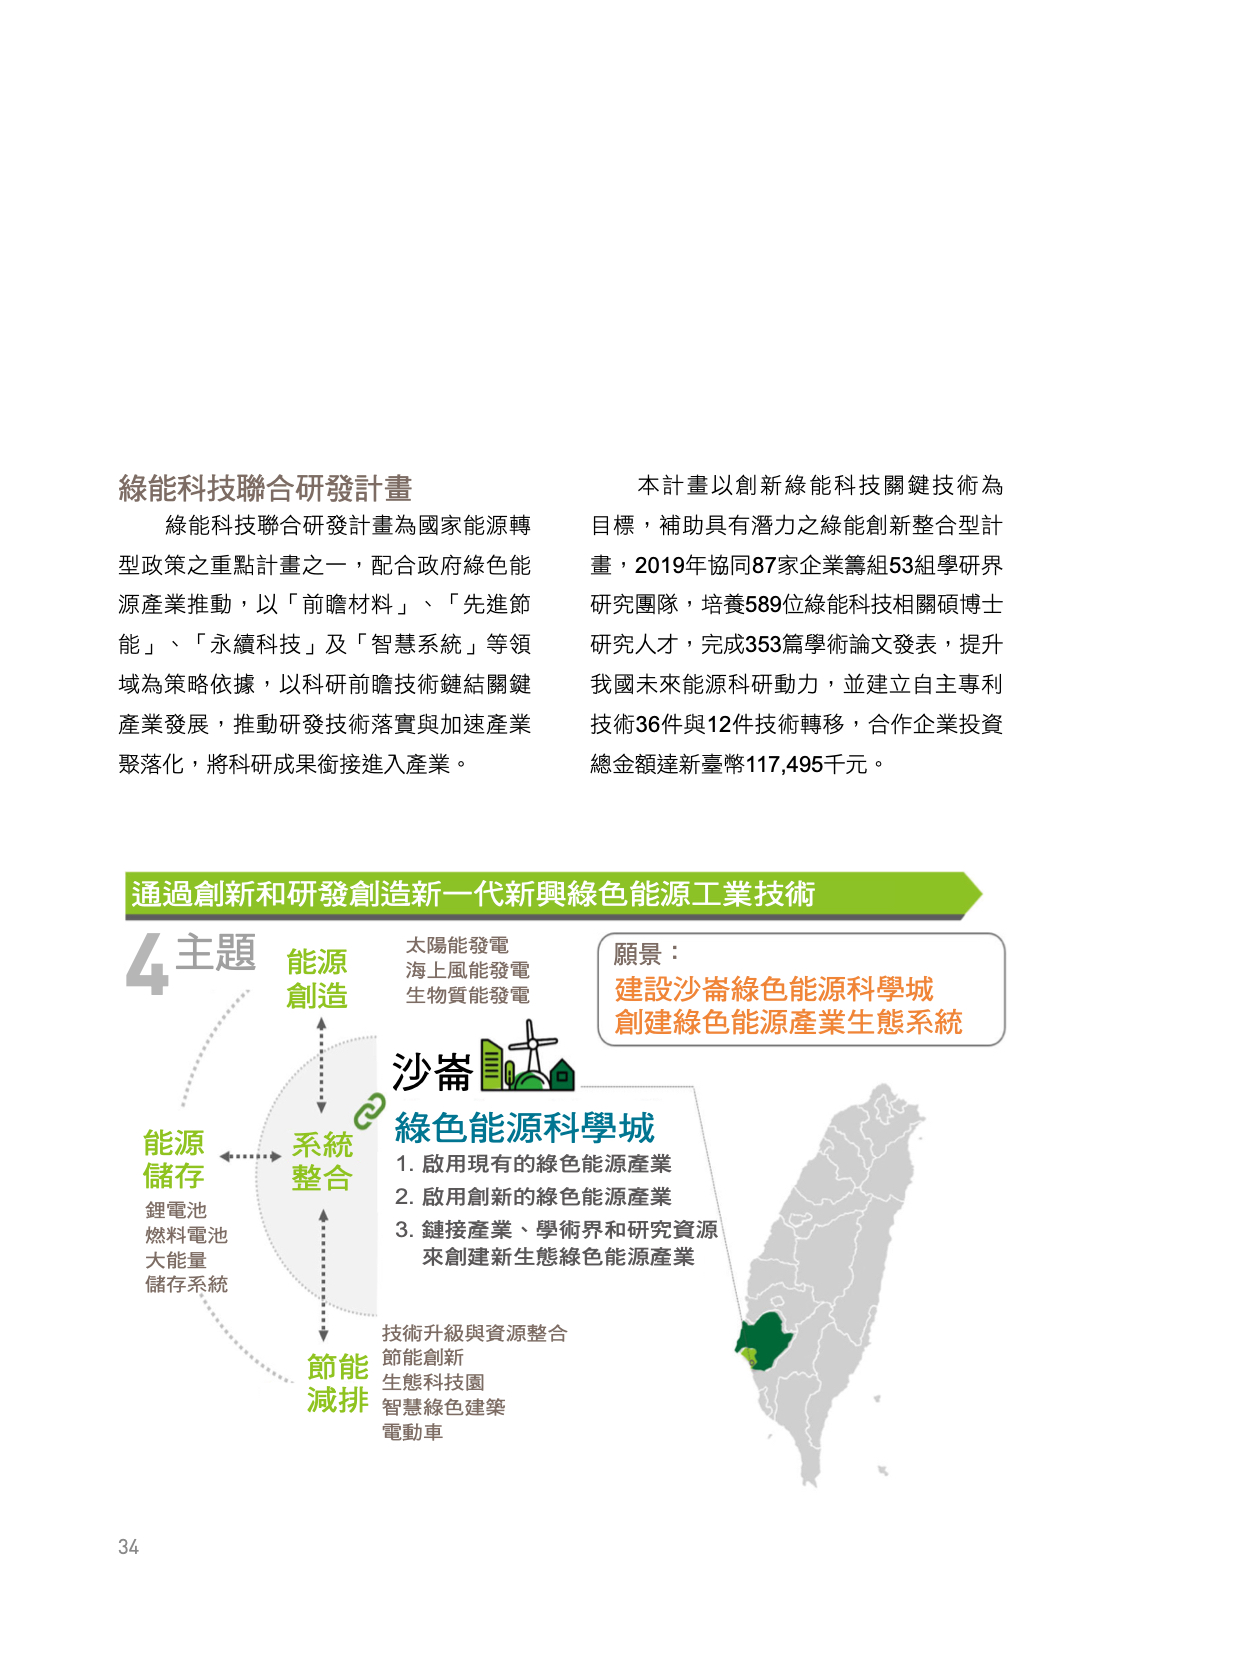 綠能科技聯合研發計畫
綠能科技聯合研發計畫為國家能源轉
型政策之重點計畫之一，配合政府綠色能
源產業推動，以「前瞻材料」、「先進節
能」、「永續科技」及「智慧系統」等領
域為策略依據，以科研前瞻技術鏈結關鍵
產業發展，推動研發技術落實與加速產業
聚落化，將科研成果銜接進入產業。
本計畫以創新綠能科技關鍵技術為
目標，補助具有潛力之綠能創新整合型計
畫，2019年協同87家企業籌組53組學研界
研究團隊，培養589位綠能科技相關碩博士
研究人才，完成353篇學術論文發表，提升
我國未來能源科研動力，並建立自主專利
技術36件與12件技術轉移，合作企業投資
總金額達新臺幣117,495千元。
通過創新和研發創造新一代新興綠色能源工業技術
4主題
能源
創造
太陽能發電
海上風能發電
生物質能發電
願景：
建設沙崙綠色能源科學城
創建綠色能源產業生態系統
沙崙
綠色能源科學城
1. 啟用現有的綠色能源產業
2. 啟用創新的綠色能源產業
3. 鏈接產業、學術界和研究資源
來創建新生態綠色能源產業
能源
儲存
鋰電池
燃料電池
大能量
儲存系統
系統
整合
節能
減排
技術升級與資源整合
節能創新
生態科技園
智慧綠色建築
電動車
34